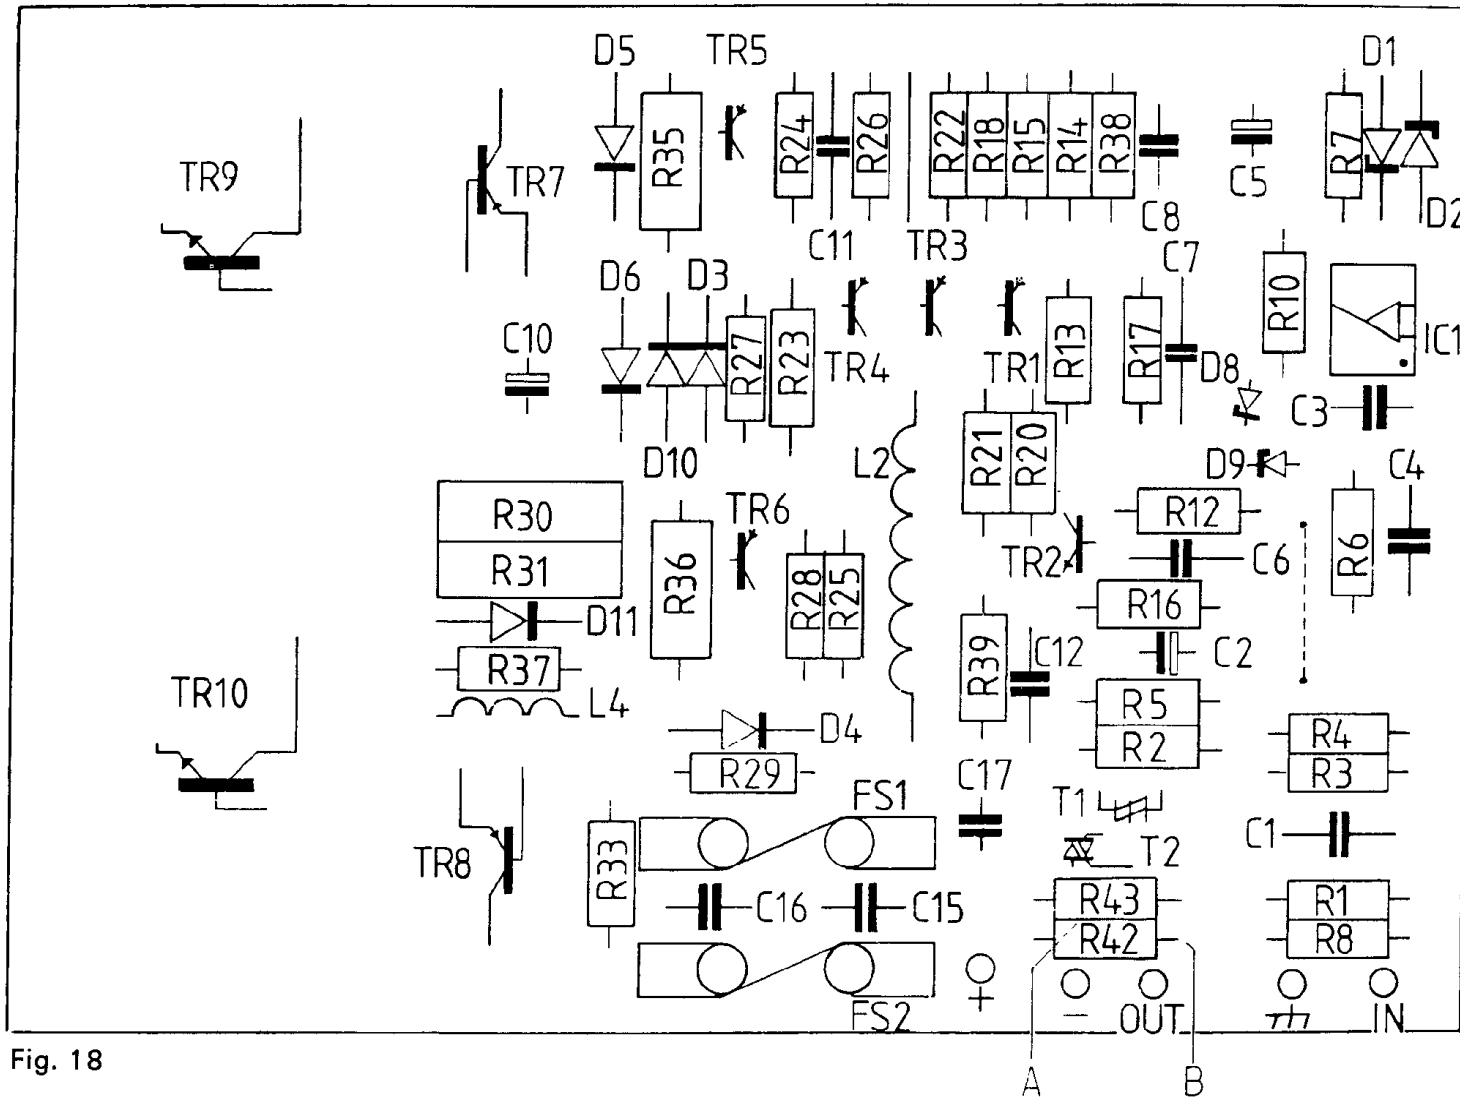 D5 TR5 D1
R35 R24 R26 R22 R18 R15 R14 R38 R7
TR9 TR7 C5
C11 TR3 C8 D2
D6 D3 C7
R10
C10 R27 R23 TR4 TR1 R13 R17 D8 IC1
C3
D10 L2 R21 R20 D9 C4
R30 TR6 R12
R31 R36 R28 R25 TR2 C6 R6
D11 R16
R37 R39 C12 C2
TR10 L4 D4 R5 R4
R29 R2 R3
FS1 C17 T1
TR8 R33 T2 C1
C16 C15 R43 R1
R42 R8
FS2 + − OUT IN
Fig. 18
A B